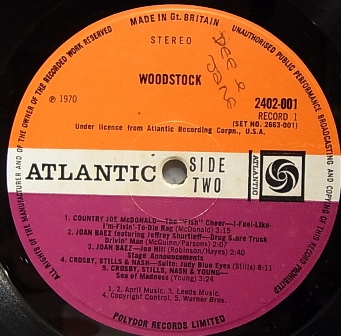 MADE IN Gt. BRITAIN
ALL RIGHTS OF THE MANUFACTURER AND OF THE OWNER OF THE RECORDED WORK RESERVED
UNAUTHORISED PUBLIC PERFORMANCE BROADCASTING AND COPYING OF THIS RECORD PROHIBITED
STEREO
DEE &
WOODSTOCK
℗ 1970
2402-001
RECORD 1
(SET NO. 2663-001)
Under licence from Atlantic Recording Corpn., U.S.A.
ATLANTIC
SIDE
TWO
ATLANTIC
1. COUNTRY JOE McDONALD—The "Fish" Cheer—I-Feel-Like-
I'm-Fixin'-To-Die Rag (McDonald) 3:15
2. JOAN BAEZ featuring Jeffrey Shurtleff—Drug Store Truck
Drivin' Man (McGuinn/Parsons) 2:07
3. JOAN BAEZ—Joe Hill (Robinson/Hayes) 2:40
Stage Announcements
4. CROSBY, STILLS & NASH—Suite: Judy Blue Eyes (Stills) 8:11
5. CROSBY, STILLS, NASH & YOUNG—
Sea of Madness (Young) 3:24
1, 2. April Music. 3. Leeds Music.
4. Copyright Control. 5. Warner Bros.
POLYDOR RECORDS LIMITED